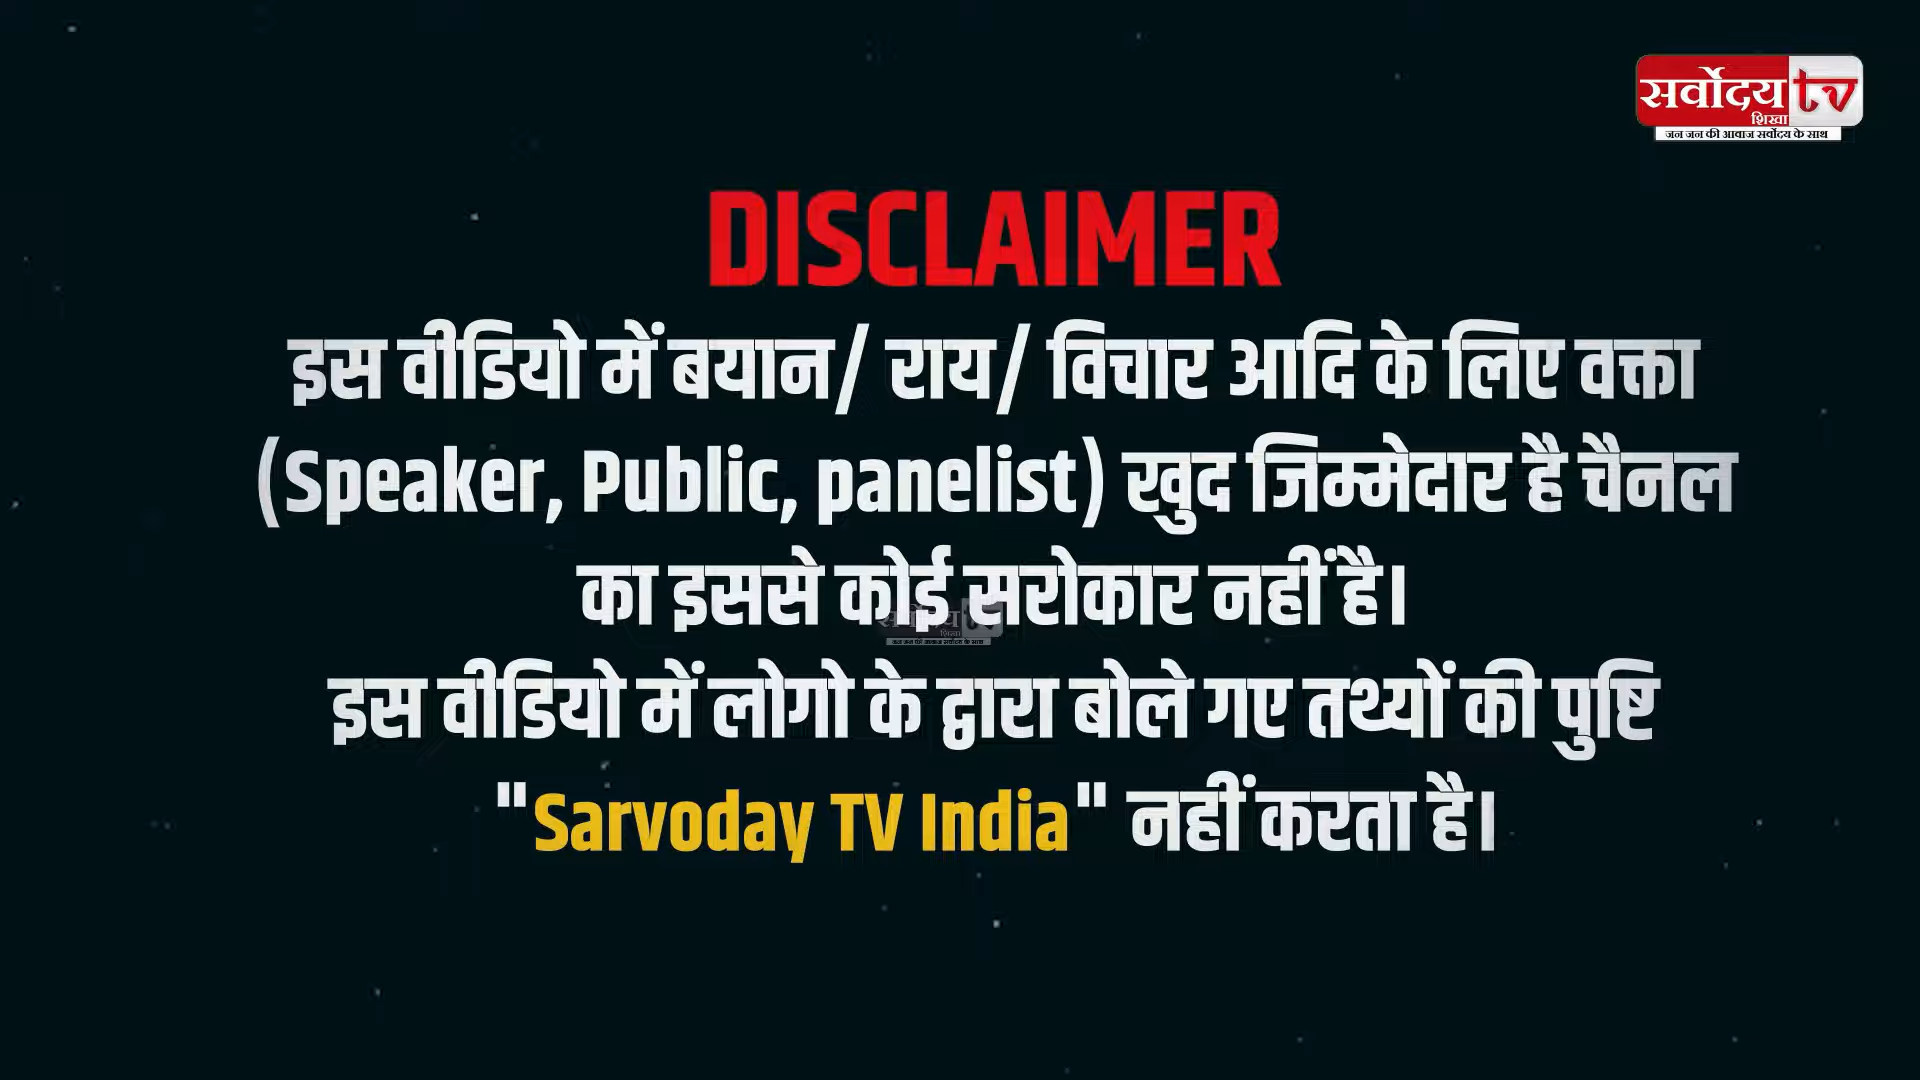 सर्वोदय tv
शिखा
जन जन की आवाज सर्वोदय के साथ
DISCLAIMER
इस वीडियो में बयान/ राय/ विचार आदि के लिए वक्ता
(Speaker, Public, panelist) खुद जिम्मेदार है चैनल
का इससे कोई सरोकार नहीं है।
इस वीडियो में लोगो के द्वारा बोले गए तथ्यों की पुष्टि
"Sarvoday TV India" नहीं करता है।